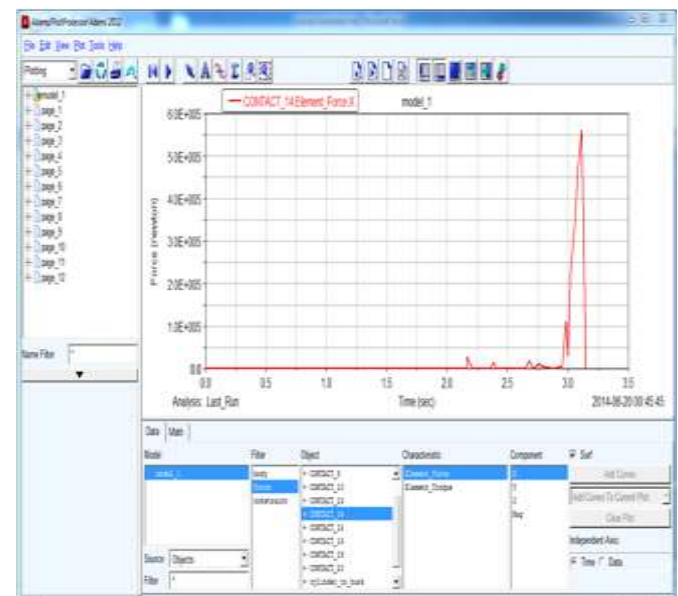 Adams/PostProcessor Adams 2012
File Edit View Plot Tools Help
Plotting
model_1
page_1
page_2
page_3
page_4
page_5
page_6
page_7
page_8
page_9
page_10
page_11
page_12
Name Filter *
CONTACT_14.Element_Force.X
model_1
6.0E+005
5.0E+005
4.0E+005
3.0E+005
2.0E+005
1.0E+005
0.0
Force (newton)
0.0 0.5 1.0 1.5 2.0 2.5 3.0 3.5
Analysis: Last_Run Time (sec) 2014-08-20 00:45:45
Data Math
Model Filter Object Characteristic Component Surf
model_1
body
force
constraint
+ CONTACT_14
Element_Force
Element_Torque
X
Y
Z
Mag
Add Curves
Add Curves To Current Plot
Clear Plot
Independent Axis:
Time Data
Source Objects
Filter *